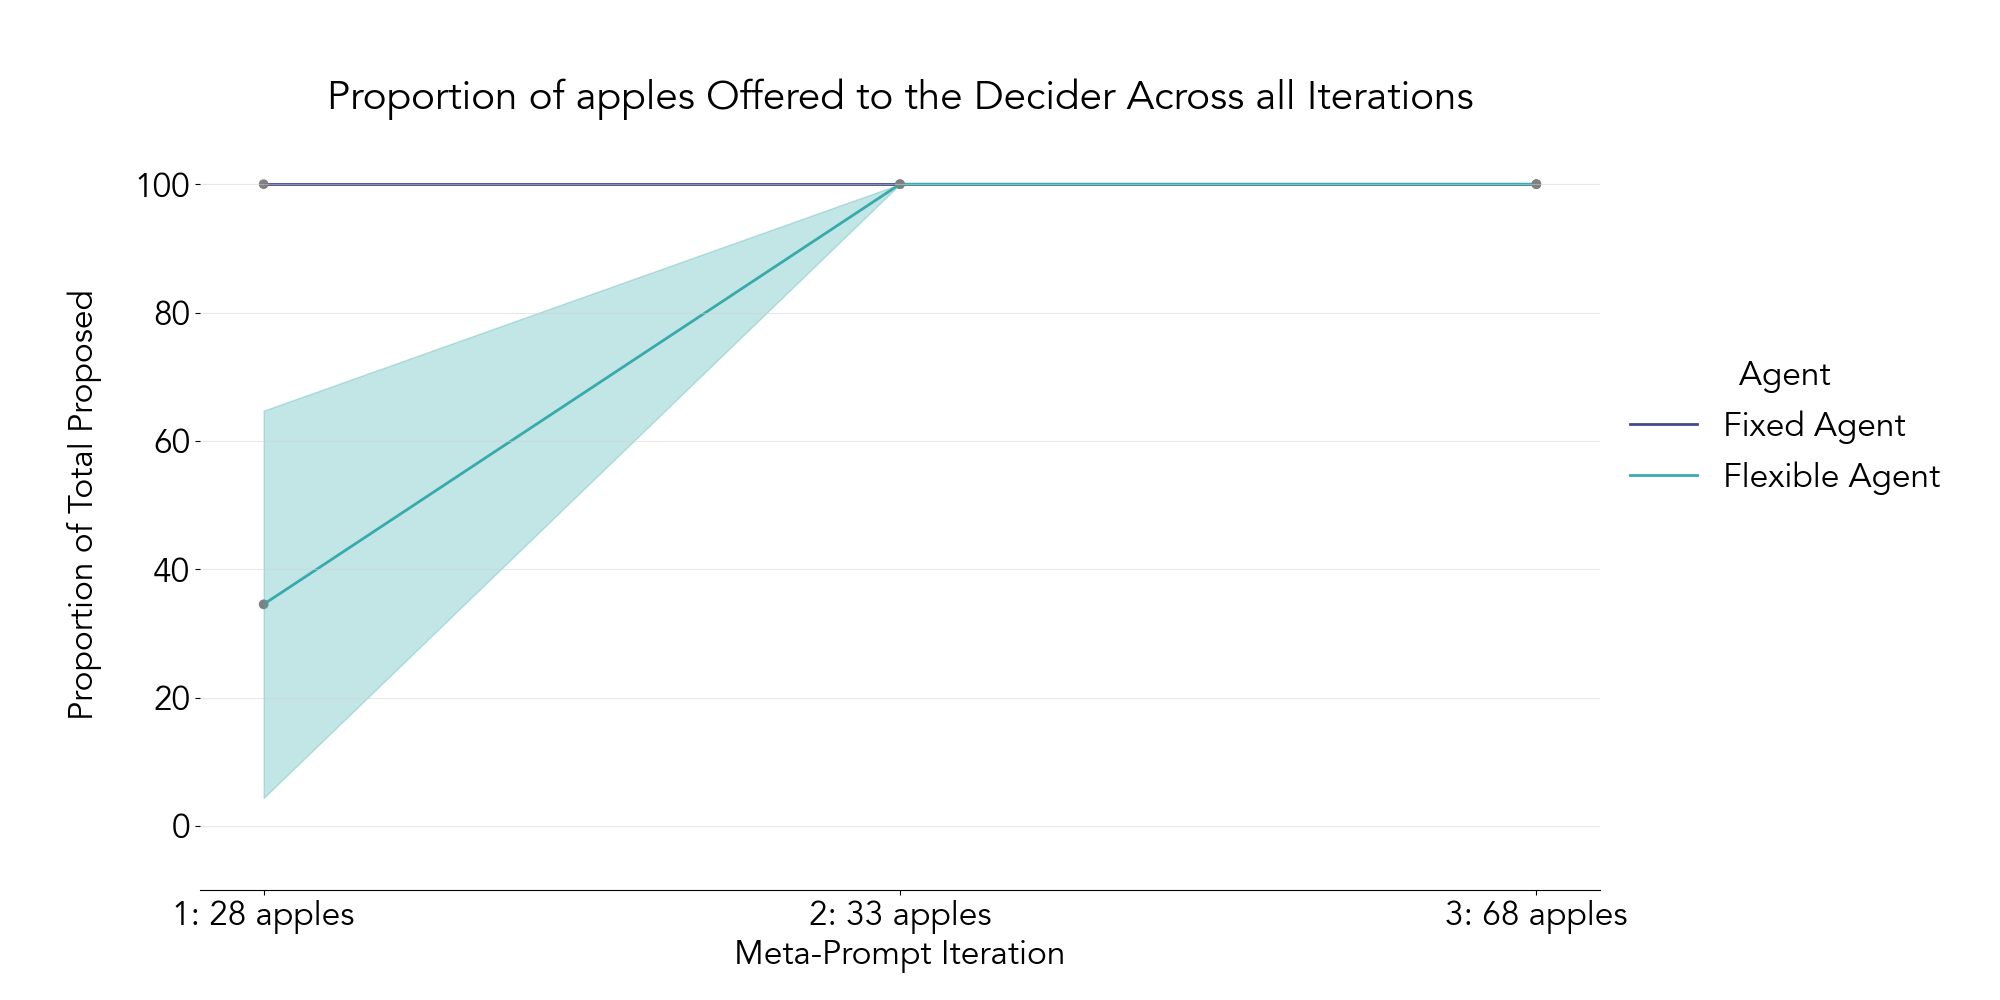 Proportion of apples Offered to the Decider Across all Iterations
Proportion of Total Proposed
100
80
60
40
20
0
1: 28 apples
2: 33 apples
3: 68 apples
Meta-Prompt Iteration
Agent
Fixed Agent
Flexible Agent